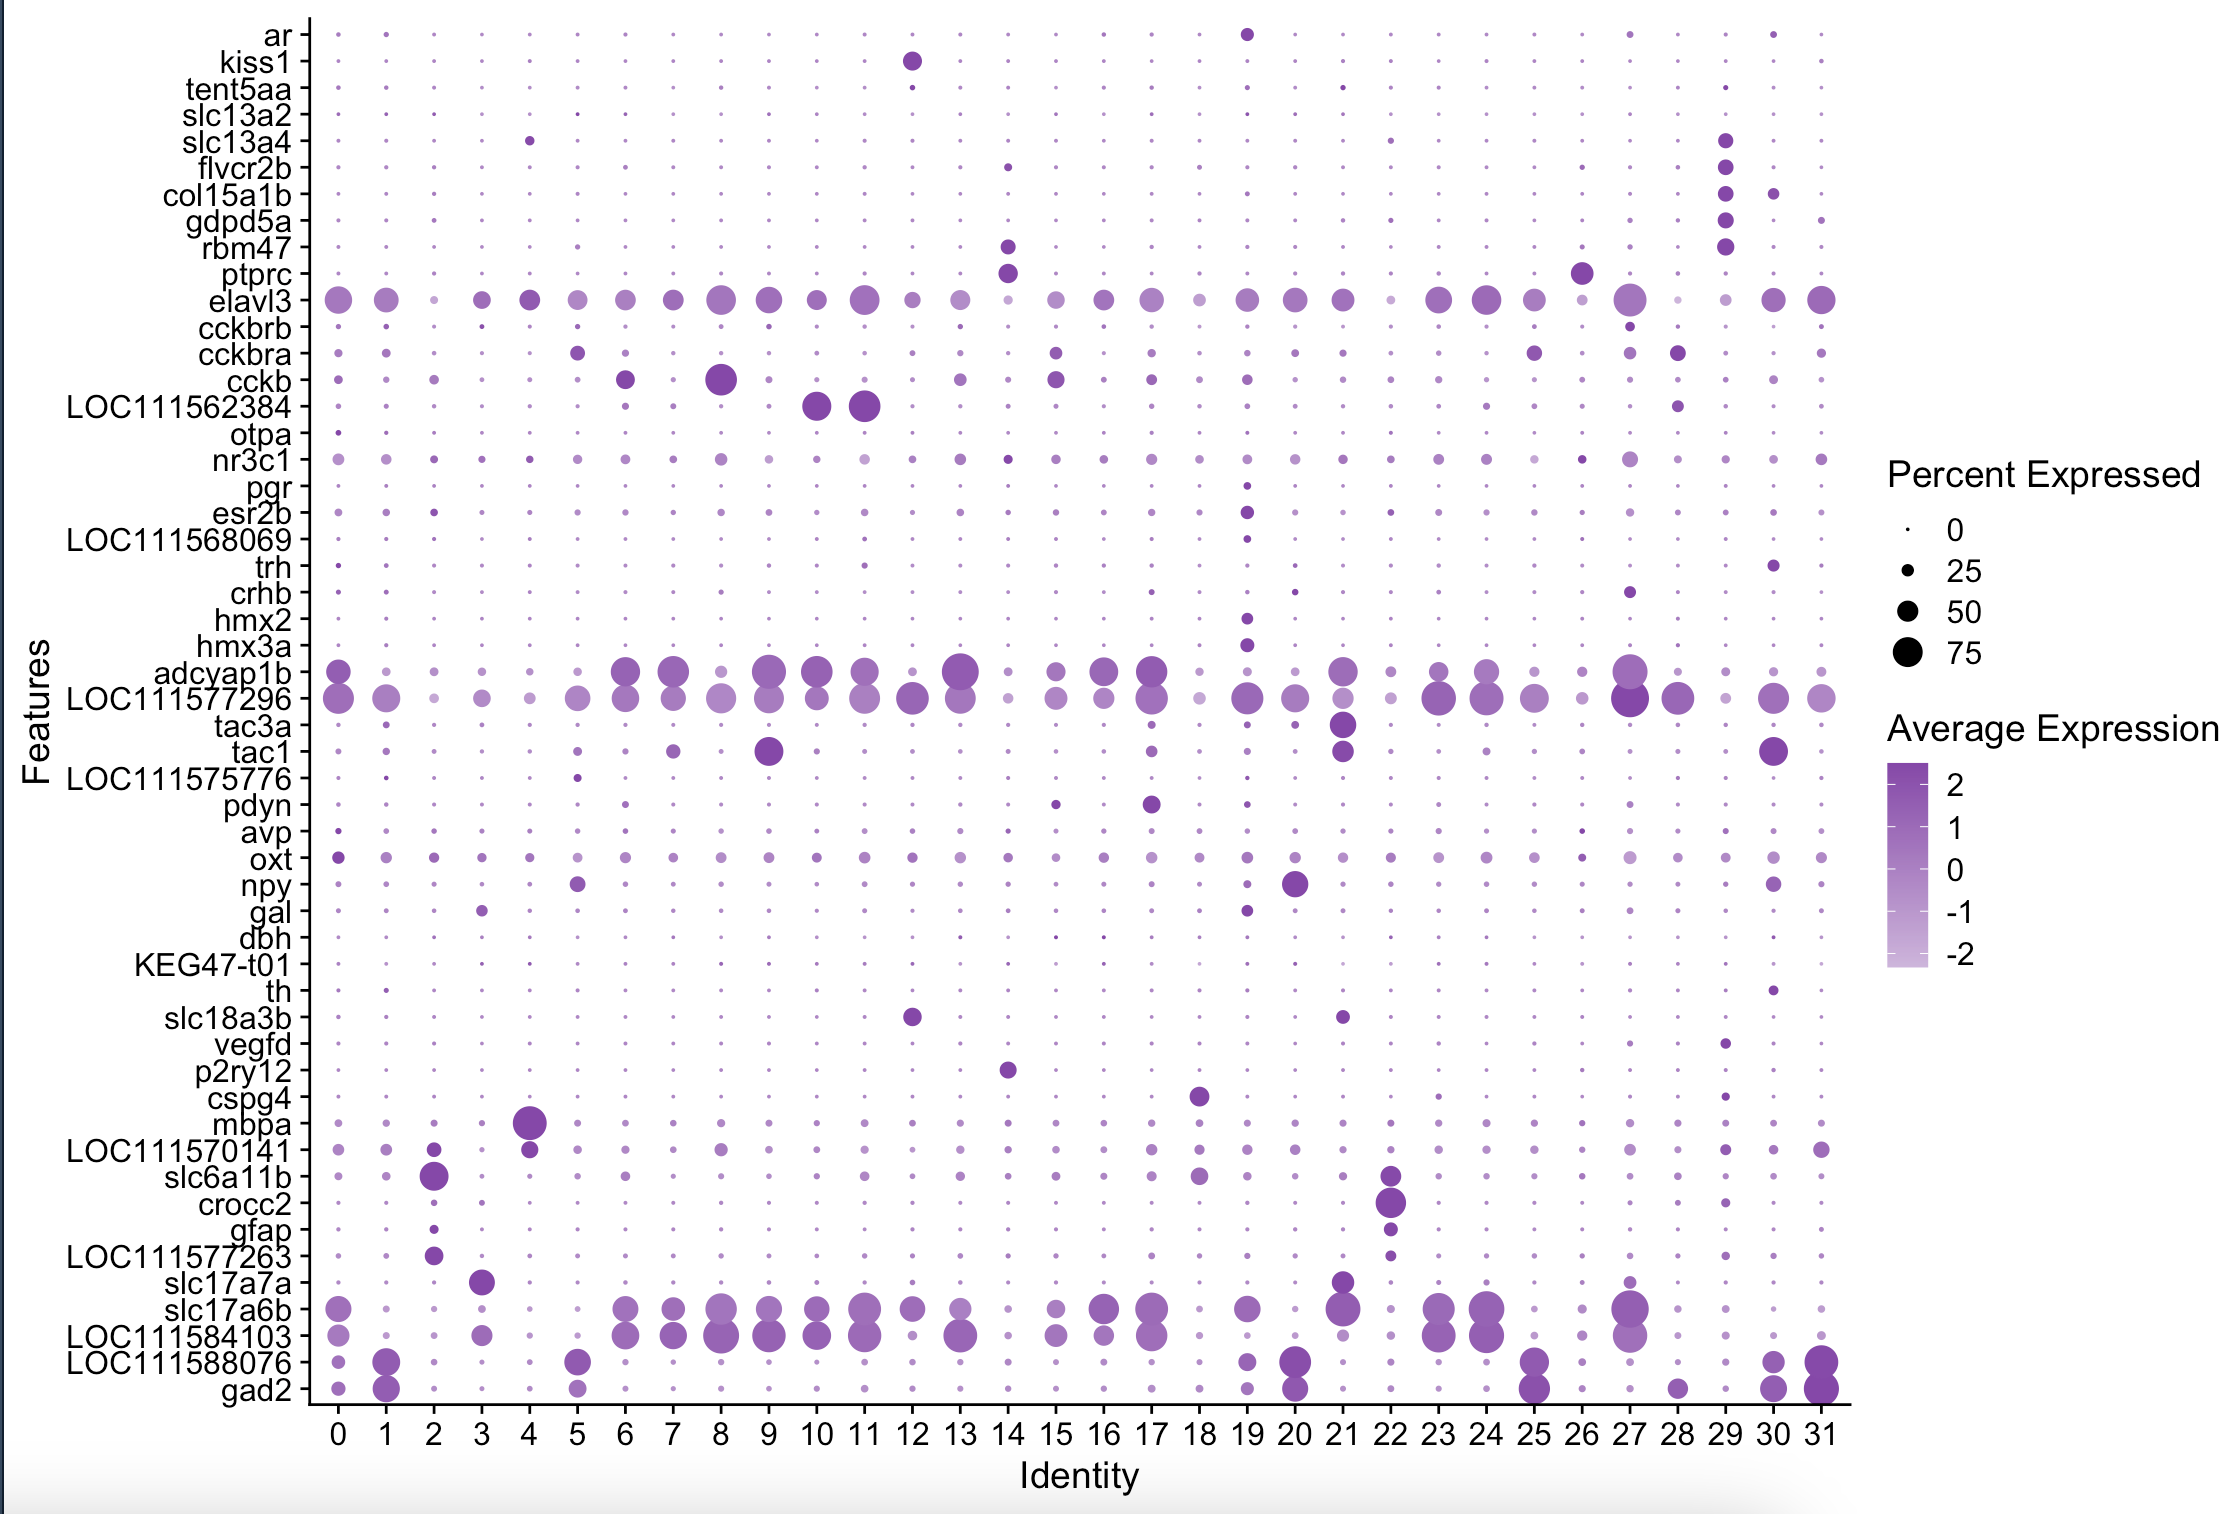 ar
kiss1
tent5aa
slc13a2
slc13a4
flvcr2b
col15a1b
gdpd5a
rbm47
ptprc
elavl3
cckbrb
cckbra
cckb
LOC111562384
otpa
nr3c1
pgr
esr2b
LOC111568069
trh
crhb
hmx2
hmx3a
adcyap1b
LOC111577296
tac3a
tac1
LOC111575776
pdyn
avp
oxt
npy
gal
dbh
KEG47-t01
th
slc18a3b
vegfd
p2ry12
cspg4
mbpa
LOC111570141
slc6a11b
crocc2
gfap
LOC111577263
slc17a7a
slc17a6b
LOC111584103
LOC111588076
gad2
Features
0 1 2 3 4 5 6 7 8 9 10 11 12 13 14 15 16 17 18 19 20 21 22 23 24 25 26 27 28 29 30 31
Identity
Percent Expressed
0
25
50
75
Average Expression
2
1
0
-1
-2